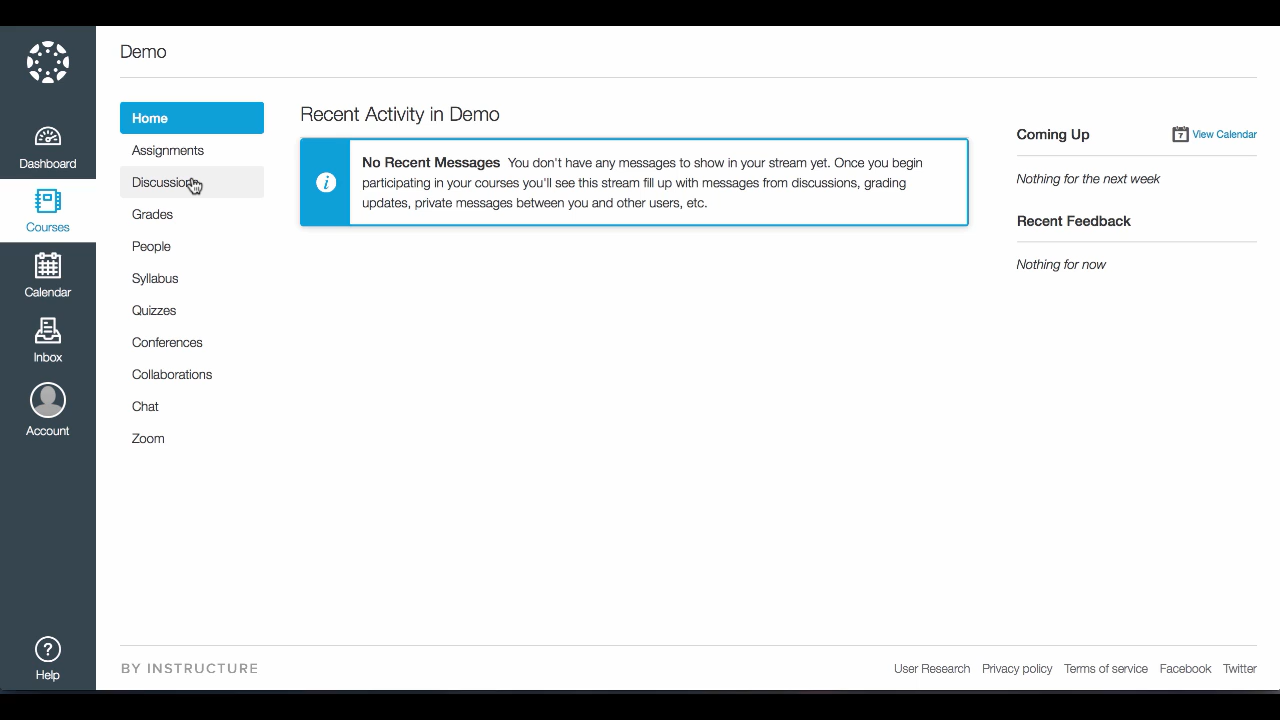 Demo
Dashboard
Courses
Calendar
Inbox
Account
Help
Home
Assignments
Discussion
Grades
People
Syllabus
Quizzes
Conferences
Collaborations
Chat
Zoom
Recent Activity in Demo
No Recent Messages You don't have any messages to show in your stream yet. Once you begin
participating in your courses you'll see this stream fill up with messages from discussions, grading
updates, private messages between you and other users, etc.
Coming Up
7 View Calendar
Nothing for the next week
Recent Feedback
Nothing for now
BY INSTRUCTURE
User Research Privacy policy Terms of service Facebook Twitter